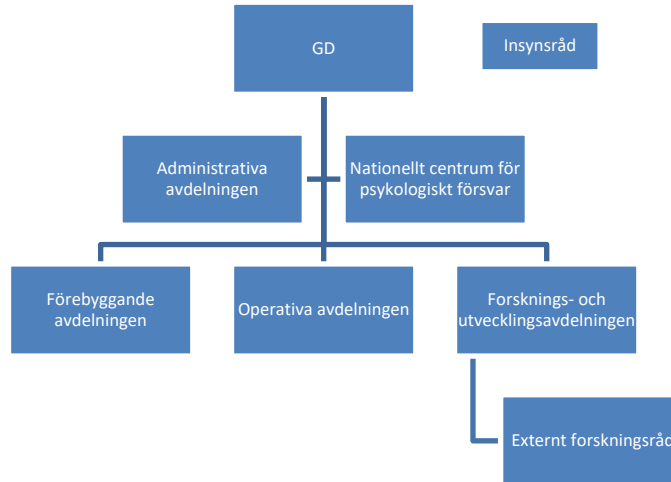 GD
Insynsråd
Administrativa
avdelningen
Nationellt centrum för
psykologiskt försvar
Förebyggande
avdelningen
Operativa avdelningen
Forsknings- och
utvecklingsavdelningen
Externt forskningsråd